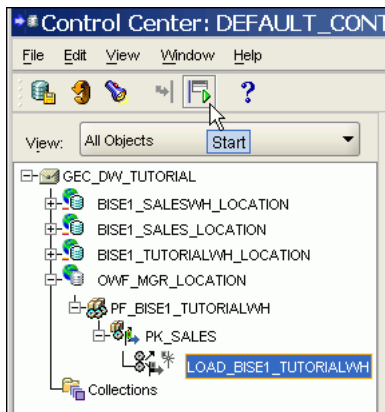 Control Center: DEFAULT_CONT
File Edit View Window Help
?
View: All Objects
Start
GEC_DW_TUTORIAL
BISE1_SALESWH_LOCATION
BISE1_SALES_LOCATION
BISE1_TUTORIALWH_LOCATION
OWF_MGR_LOCATION
PF_BISE1_TUTORIALWH
PK_SALES
LOAD_BISE1_TUTORIALWH
Collections